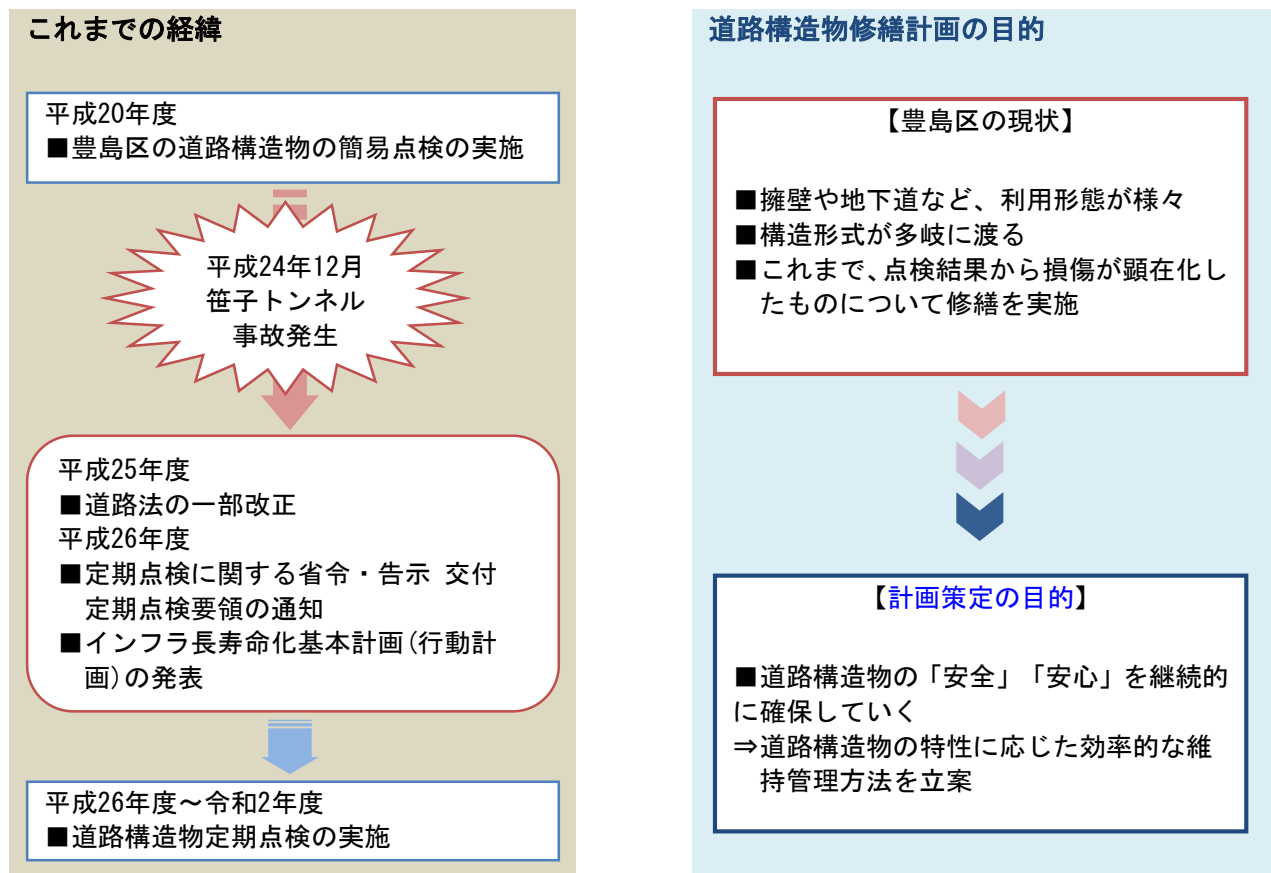 これまでの経緯
平成20年度
■豊島区の道路構造物の簡易点検の実施
平成24年12月
笹子トンネル
事故発生
平成25年度
■道路法の一部改正
平成26年度
■定期点検に関する省令・告示 交付
定期点検要領の通知
■インフラ長寿命化基本計画(行動計
画)の発表
平成26年度～令和2年度
■道路構造物定期点検の実施
道路構造物修繕計画の目的
【豊島区の現状】
■擁壁や地下道など、利用形態が様々
■構造形式が多岐に渡る
■これまで、点検結果から損傷が顕在化し
たものについて修繕を実施
【計画策定の目的】
■道路構造物の「安全」「安心」を継続的
に確保していく
⇒道路構造物の特性に応じた効率的な維
持管理方法を立案